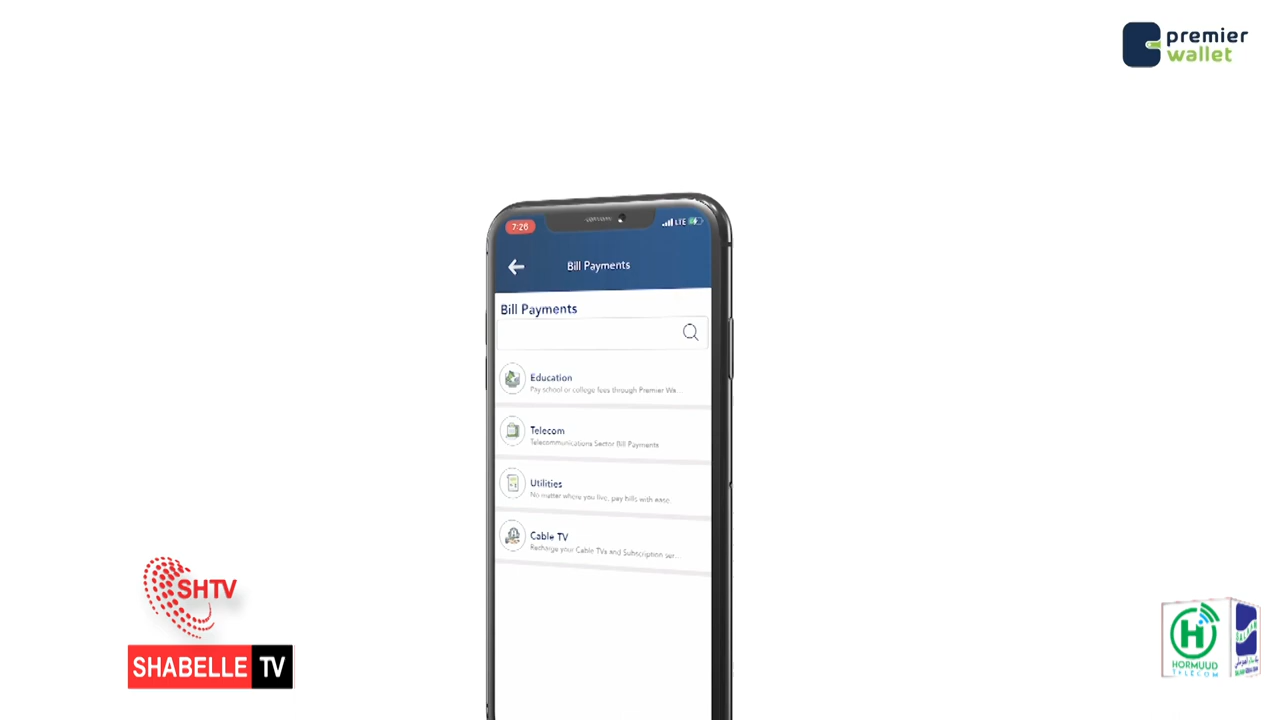 premier
wallet
7:26
LTE
Bill Payments
Bill Payments
Education
Pay school or college fees through Premier Wa...
Telecom
Telecommunications Sector Bill Payments
Utilities
No matter where you live, pay bills with ease
Cable TV
Recharge your Cable TVs and Subscription ser...
SHTV
SHABELLE TV
HORMUUD
TELECOM